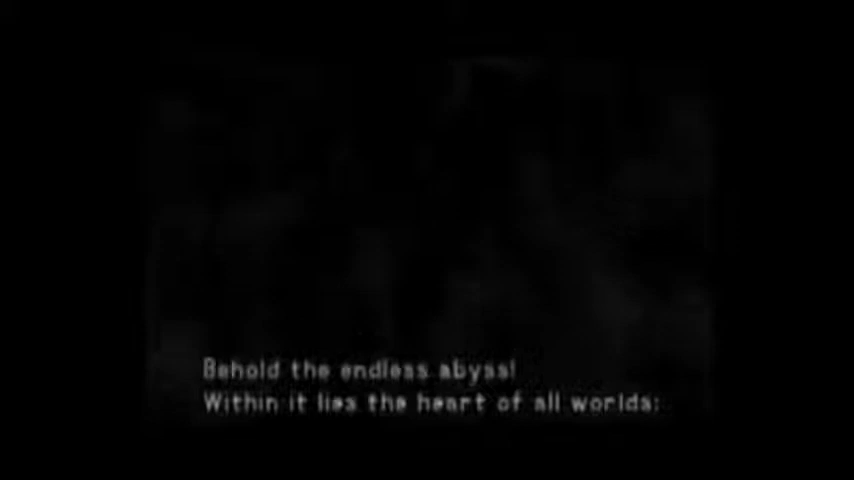 Behold the endless abyss!
Within it lies the heart of all worlds: